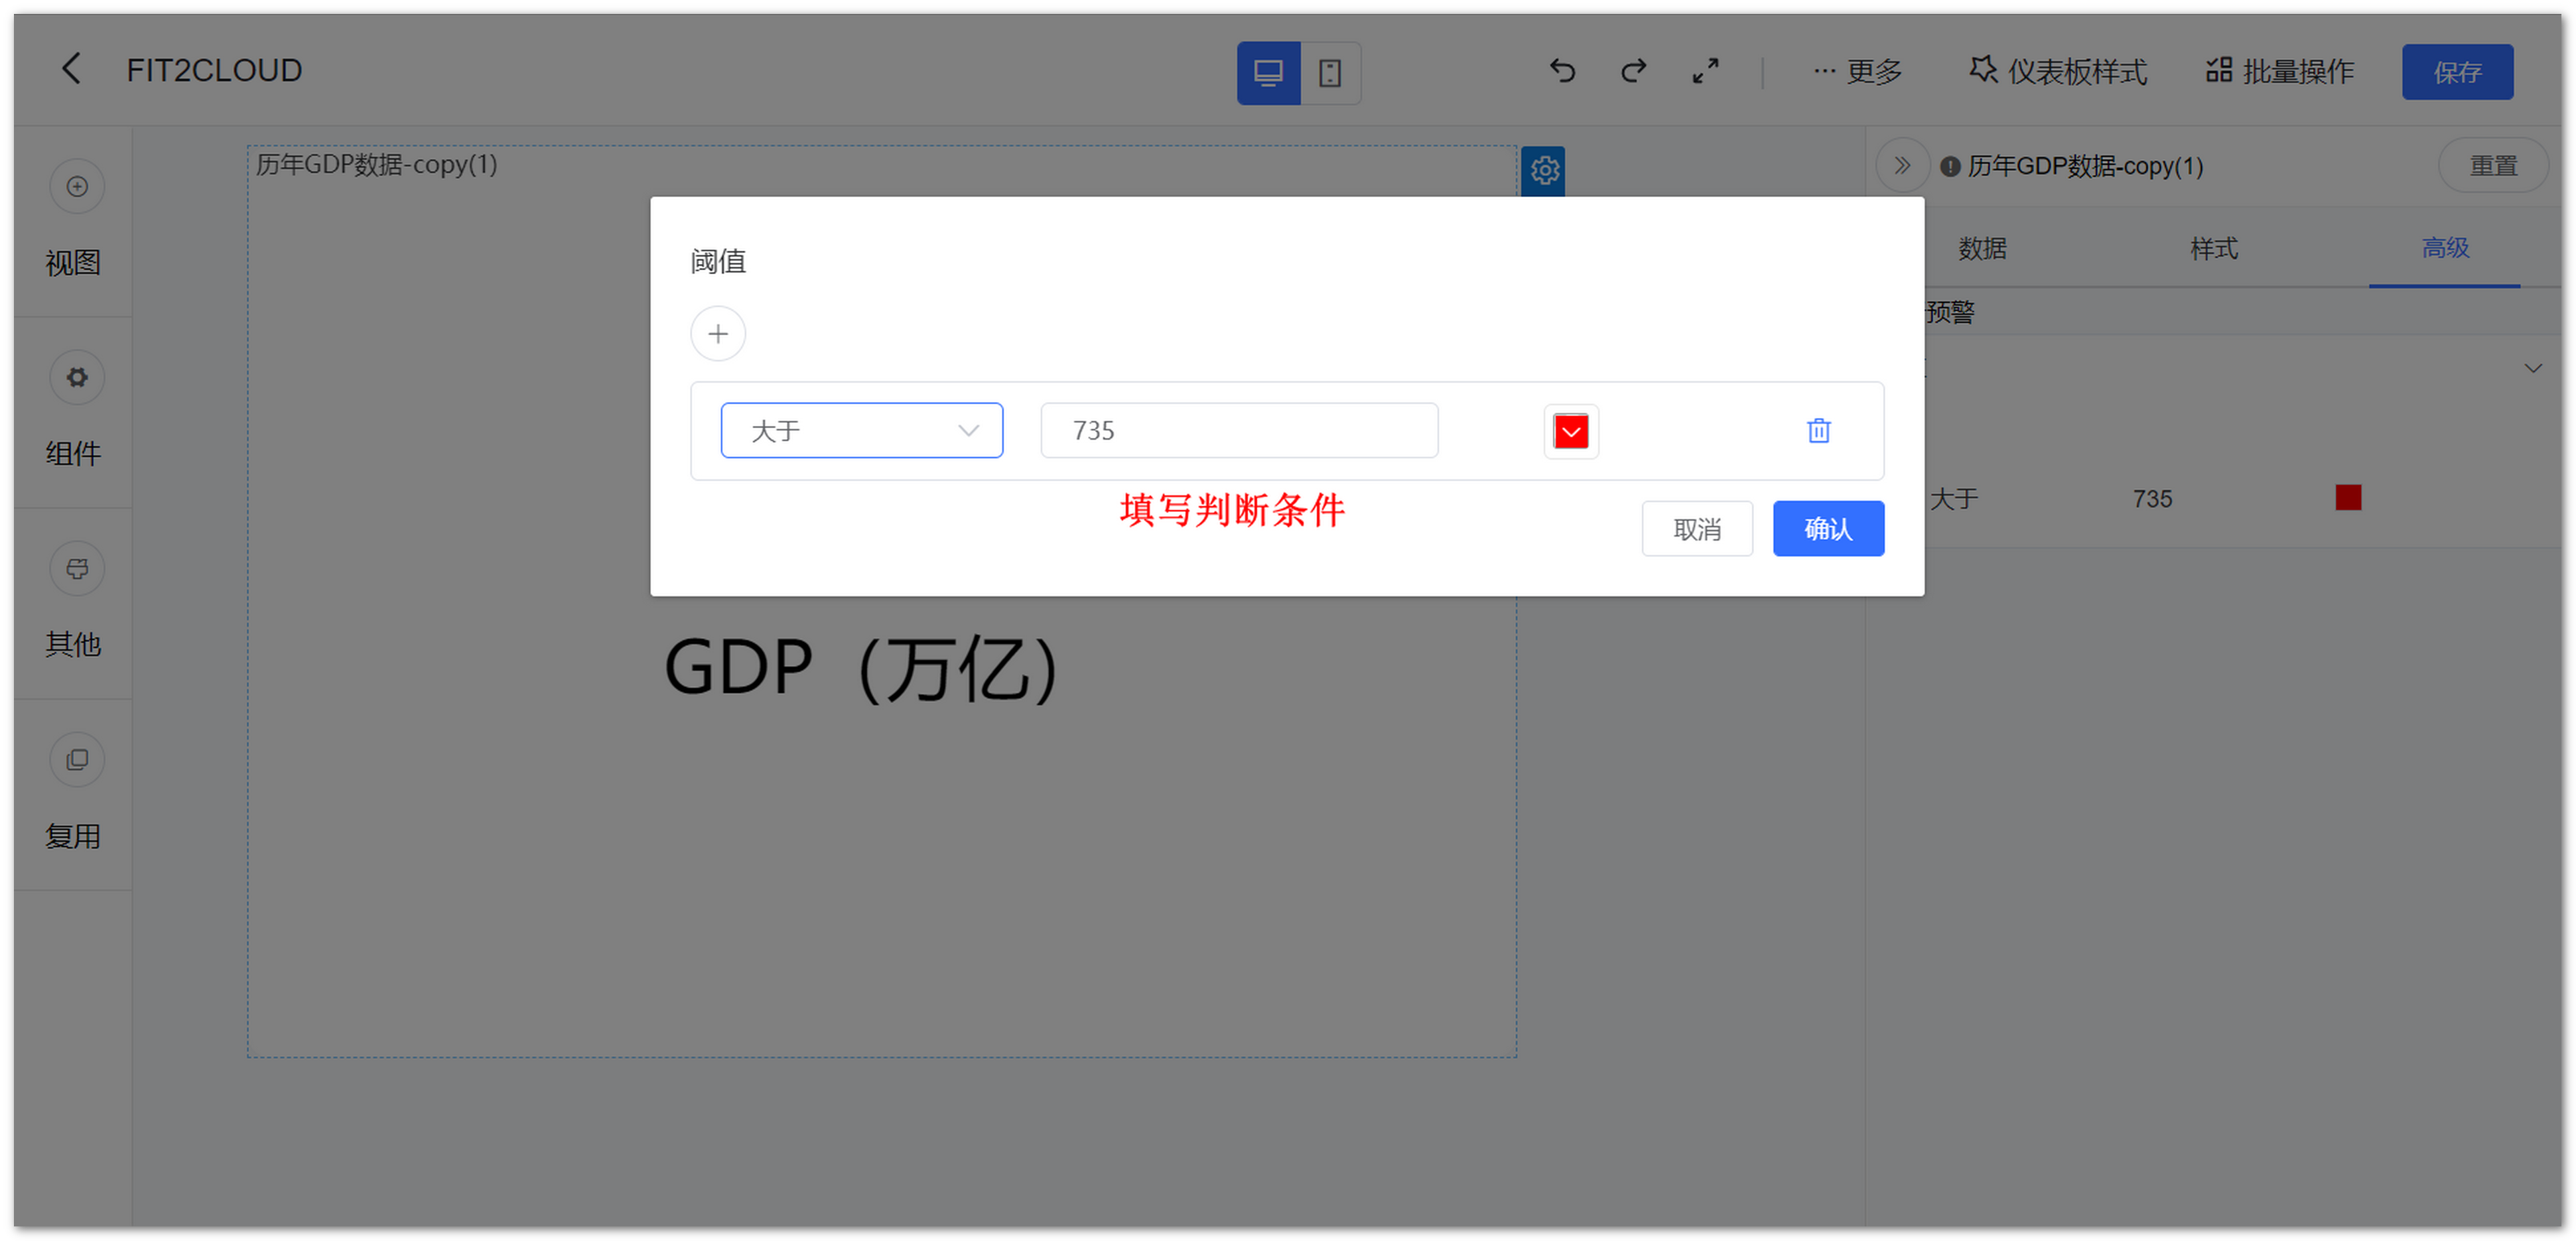 FIT2CLOUD
更多
仪表板样式
批量操作
保存
视图
组件
其他
复用
历年GDP数据-copy(1)
GDP（万亿）
历年GDP数据-copy(1)
重置
数据
样式
高级
预警
大于
735
阈值
大于
735
填写判断条件
取消
确认